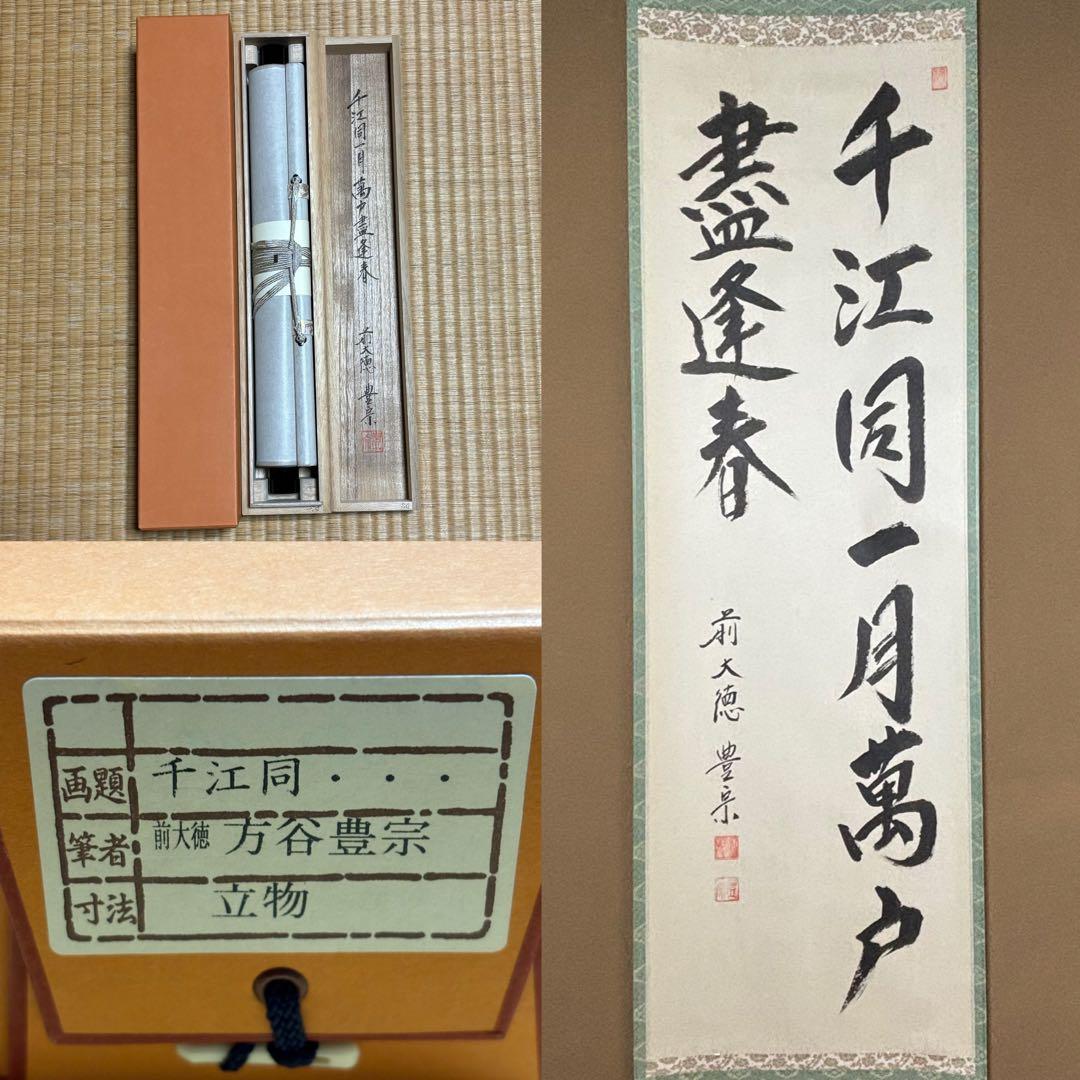 千江同一月萬戸盡逢春
前大徳 豊宗
画題 千江同・・・
筆者 前大徳 方谷豊宗
寸法 立物
千江同一月萬戸
盡逢春
前大徳 豊宗